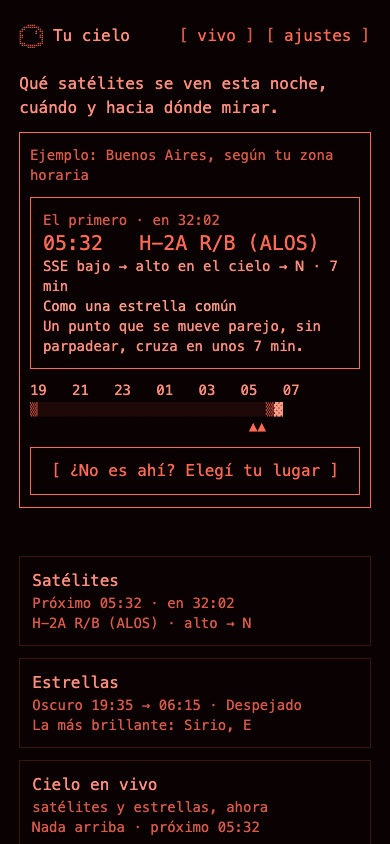 Tu cielo [ vivo ] [ ajustes ]
Qué satélites se ven esta noche,
cuándo y hacia dónde mirar.
Ejemplo: Buenos Aires, según tu zona
horaria
El primero · en 32:02
05:32 H–2A R/B (ALOS)
SSE bajo → alto en el cielo → N · 7
min
Como una estrella común
Un punto que se mueve parejo, sin
parpadear, cruza en unos 7 min.
19 21 23 01 03 05 07
[ ¿No es ahí? Elegí tu lugar ]
Satélites
Próximo 05:32 · en 32:02
H–2A R/B (ALOS) · alto → N
Estrellas
Oscuro 19:35 → 06:15 · Despejado
La más brillante: Sirio, E
Cielo en vivo
satélites y estrellas, ahora
Nada arriba · próximo 05:32